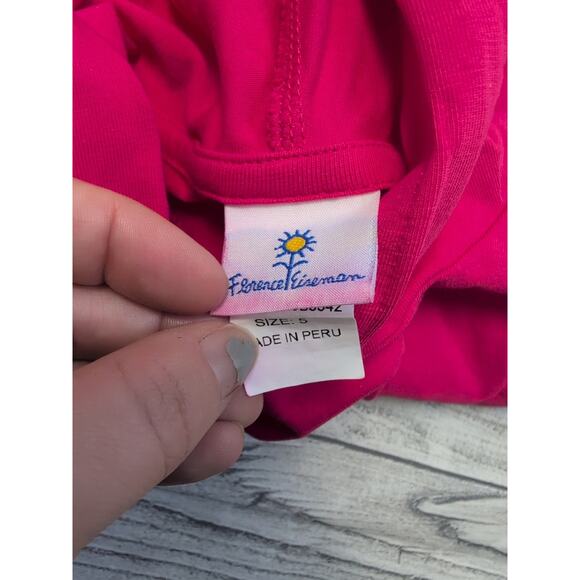 Florence Eiseman
SIZE: 5
ADE IN PERU